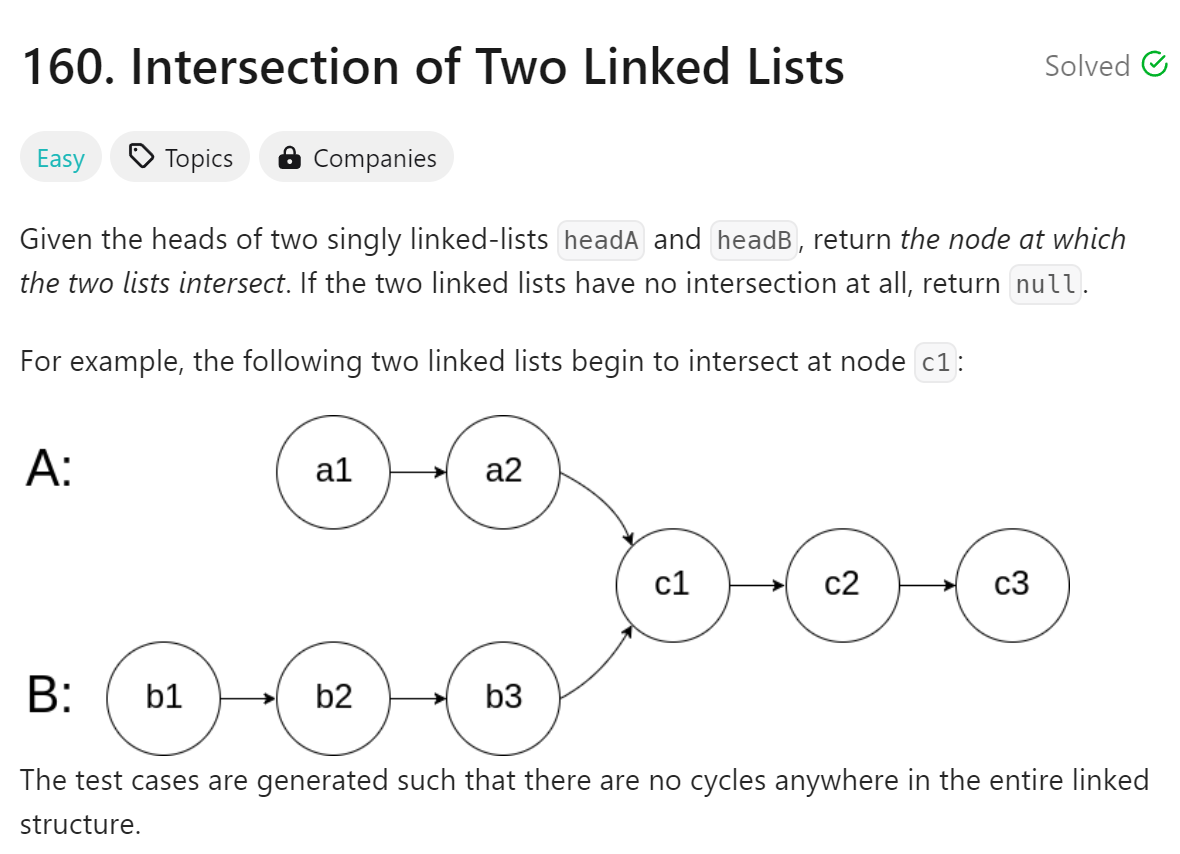 160. Intersection of Two Linked Lists
Solved
Easy
Topics
Companies
Given the heads of two singly linked-lists headA and headB, return the node at which
the two lists intersect. If the two linked lists have no intersection at all, return null.
For example, the following two linked lists begin to intersect at node c1:
A:
a1
a2
c1
c2
c3
B:
b1
b2
b3
The test cases are generated such that there are no cycles anywhere in the entire linked
structure.